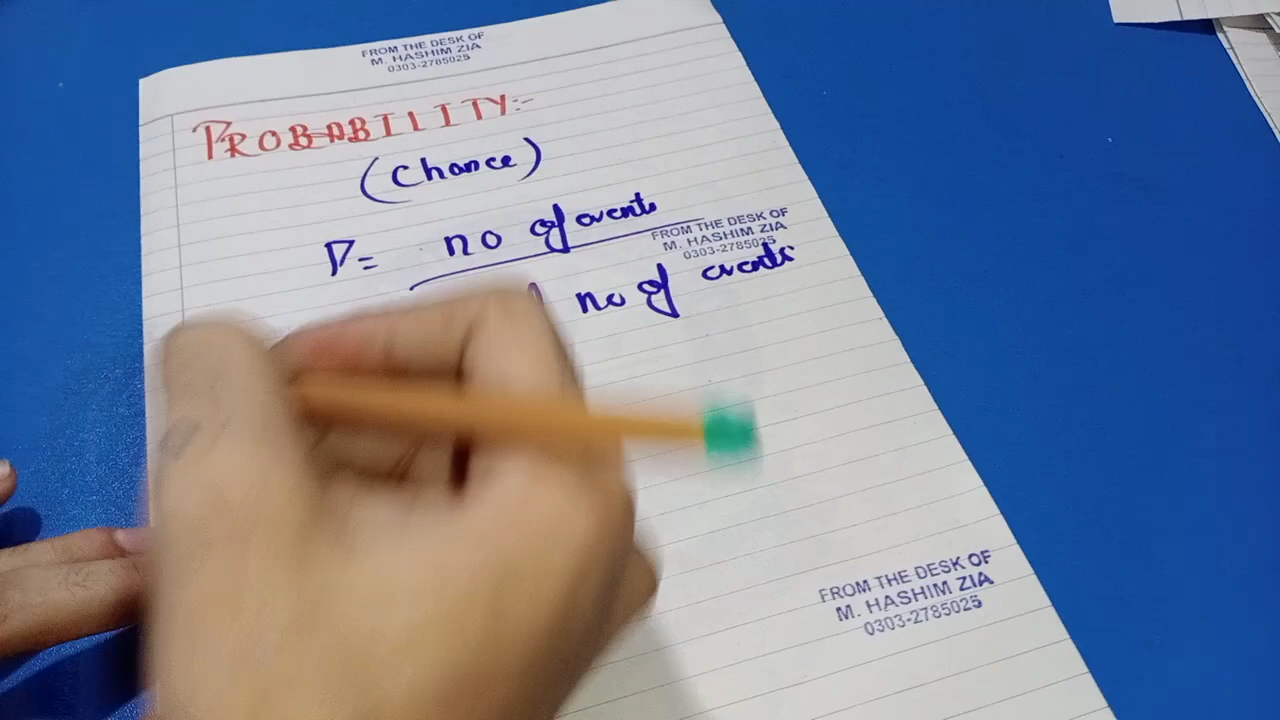 FROM THE DESK OF
M. HASHIM ZIA
0303-2785025
PROBABILITY:-
(Chance)
P= no of events
FROM THE DESK OF
M. HASHIM ZIA
0303-2785025
no of events
FROM THE DESK OF
M. HASHIM ZIA
0303-2785025